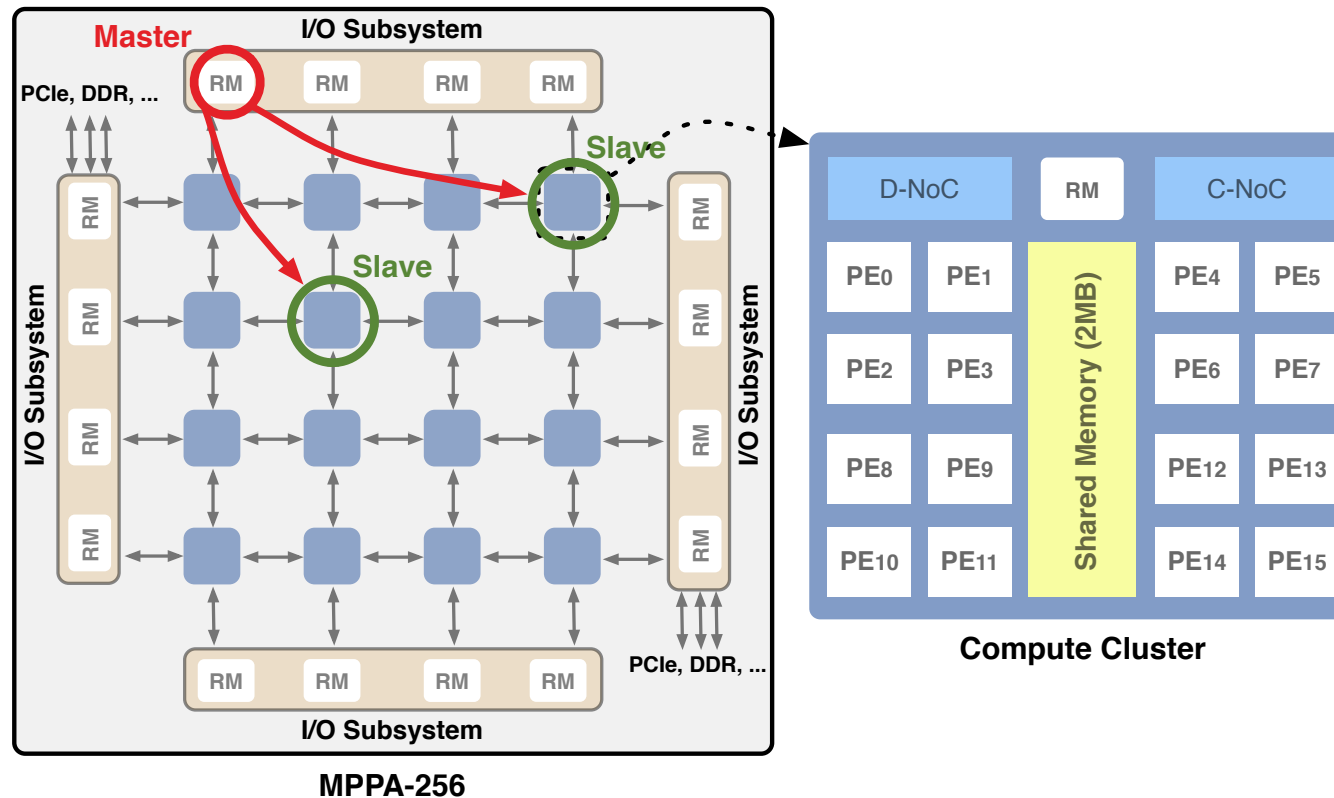 I/O Subsystem
Master
RM RM RM RM
PCIe, DDR, ...
Slave
Slave
I/O Subsystem
RM
RM
RM
RM
RM
RM
RM
RM
I/O Subsystem
PCIe, DDR, ...
RM RM RM RM
I/O Subsystem
MPPA-256
D-NoC RM C-NoC
PE0 PE1 PE4 PE5
PE2 PE3 PE6 PE7
PE8 PE9 PE12 PE13
PE10 PE11 PE14 PE15
Shared Memory (2MB)
Compute Cluster